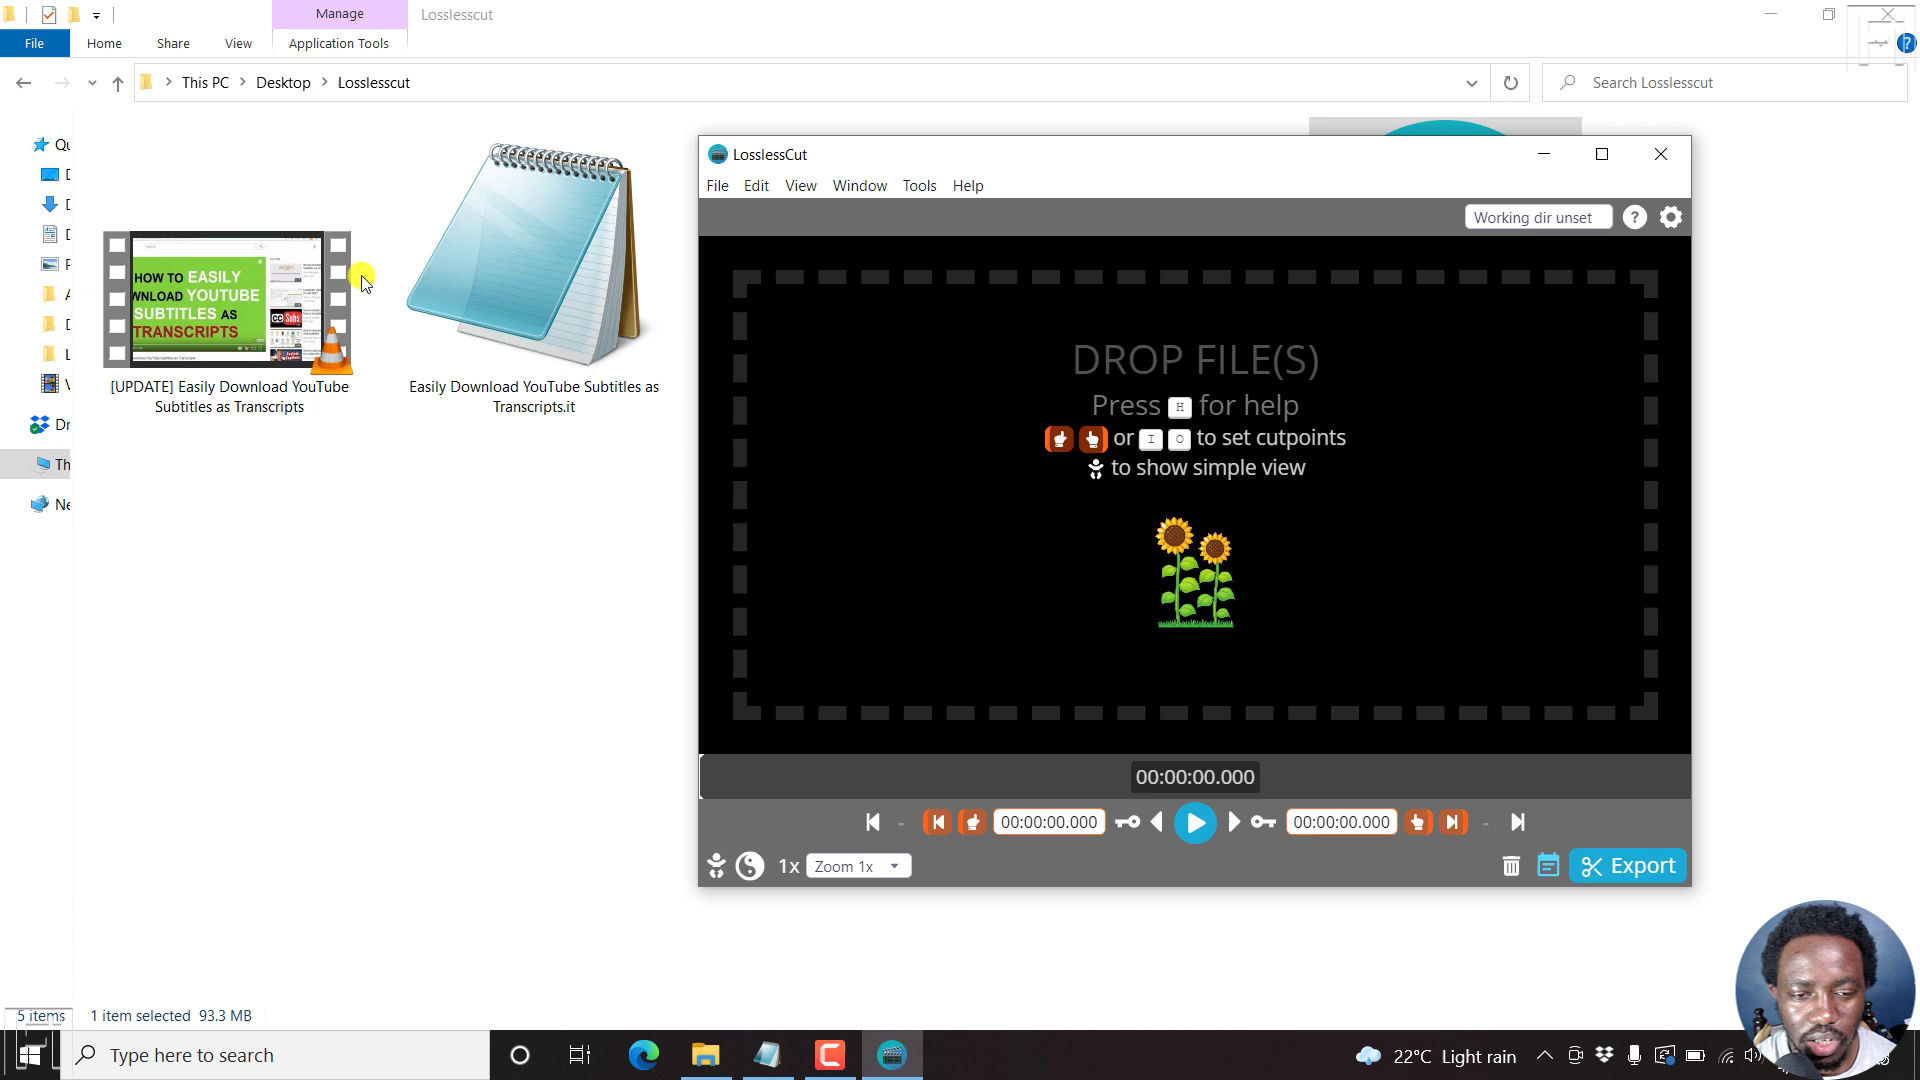 Manage
Losslesscut
File
Home
Share
View
Application Tools
This PC
Desktop
Losslesscut
Search Losslesscut
HOW TO EASILY
WNLOAD YOUTUBE
SUBTITLES AS
TRANSCRIPTS
[UPDATE] Easily Download YouTube
Subtitles as Transcripts
Easily Download YouTube Subtitles as
Transcripts.it
LosslessCut
File Edit View Window Tools Help
Working dir unset
DROP FILE(S)
Press H for help
or I O to set cutpoints
to show simple view
00:00:00.000
00:00:00.000
00:00:00.000
1x
Zoom 1x
Export
5 items
1 item selected 93.3 MB
Type here to search
22°C Light rain